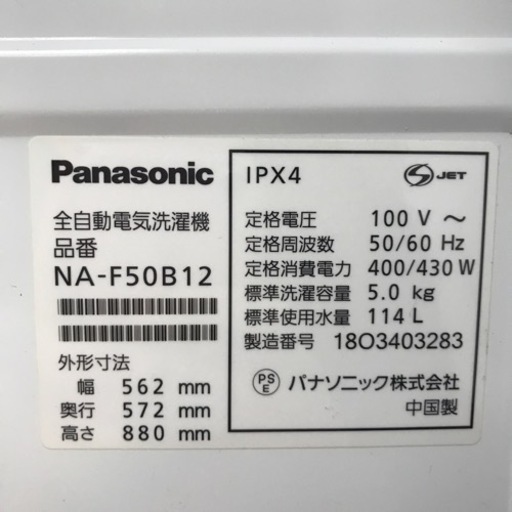 Panasonic
全自動電気洗濯機
品番
NA-F50B12
外形寸法
幅 562 mm
奥行 572 mm
高さ 880 mm
IPX4
S JET
定格電圧 100 V ～
定格周波数 50/60 Hz
定格消費電力 400/430 W
標準洗濯容量 5.0 kg
標準使用水量 114 L
製造番号 18O3403283
PS E パナソニック株式会社
中国製